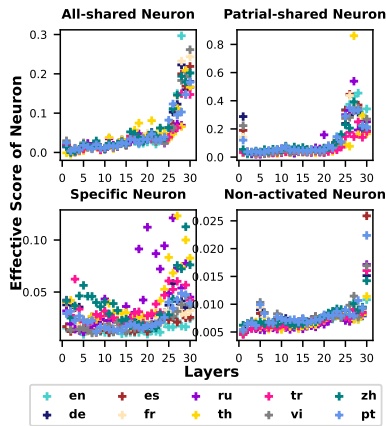 All-shared Neuron
Patrial-shared Neuron
0.3
0.2
0.1
0.0
1 5 10 15 20 25 30
0.8
0.6
0.4
0.2
0.0
1 5 10 15 20 25 30
Effective Score of Neuron
Specific Neuron
Non-activated Neuron
0.10
0.05
1 5 10 15 20 25 30
0.025
0.020
0.015
0.010
0.005
1 5 10 15 20 25 30
Layers
en es ru tr zh
de fr th vi pt